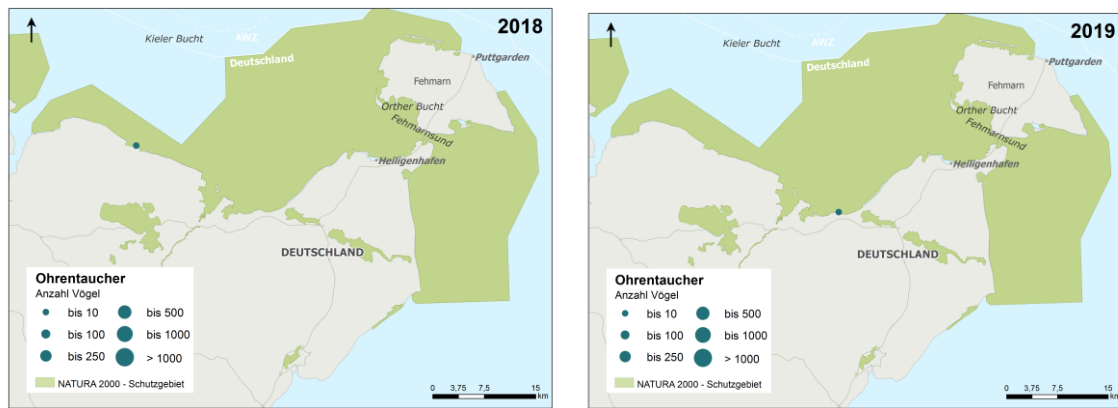 2018
Kieler Bucht
AWZ
Deutschland
Puttgarden
Fehmarn
Orther Bucht
Fehmarnsund
Heiligenhafen
DEUTSCHLAND
Ohrentaucher
Anzahl Vögel
bis 10
bis 500
bis 100
bis 1000
bis 250
> 1000
NATURA 2000 - Schutzgebiet
0 3,75 7,5 15
km
2019
Kieler Bucht
AWZ
Deutschland
Puttgarden
Fehmarn
Orther Bucht
Fehmarnsund
Heiligenhafen
DEUTSCHLAND
Ohrentaucher
Anzahl Vögel
bis 10
bis 500
bis 100
bis 1000
bis 250
> 1000
NATURA 2000 - Schutzgebiet
0 3,75 7,5 15